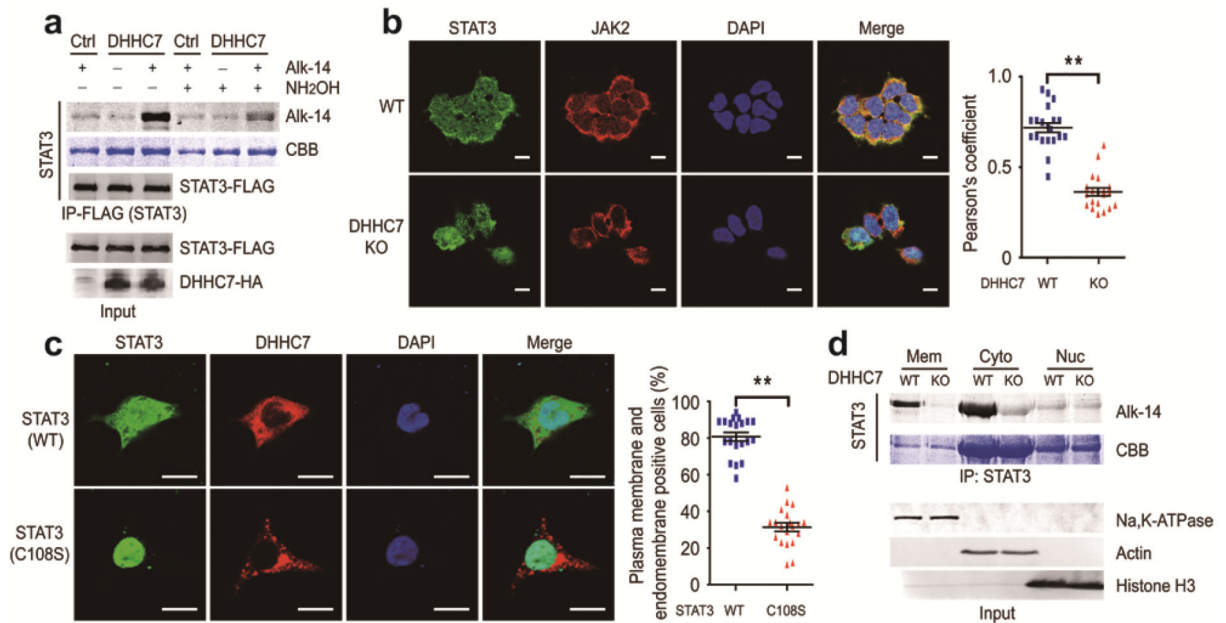 a
Ctrl DHHC7 Ctrl DHHC7
+ − + + − + Alk-14
+ + + NH2OH
STAT3
Alk-14
CBB
STAT3-FLAG
IP-FLAG (STAT3)
STAT3-FLAG
DHHC7-HA
Input
b
STAT3 JAK2 DAPI Merge
WT
DHHC7
KO
Pearson's coefficient
1.0
0.5
0
**
DHHC7 WT KO
c
STAT3 DHHC7 DAPI Merge
STAT3
(WT)
STAT3
(C108S)
Plasma membrane and
endomembrane positive cells (%)
100
80
60
40
20
0
**
STAT3 WT C108S
d
Mem Cyto Nuc
DHHC7 WT KO WT KO WT KO
STAT3
Alk-14
CBB
IP: STAT3
Na,K-ATPase
Actin
Histone H3
Input